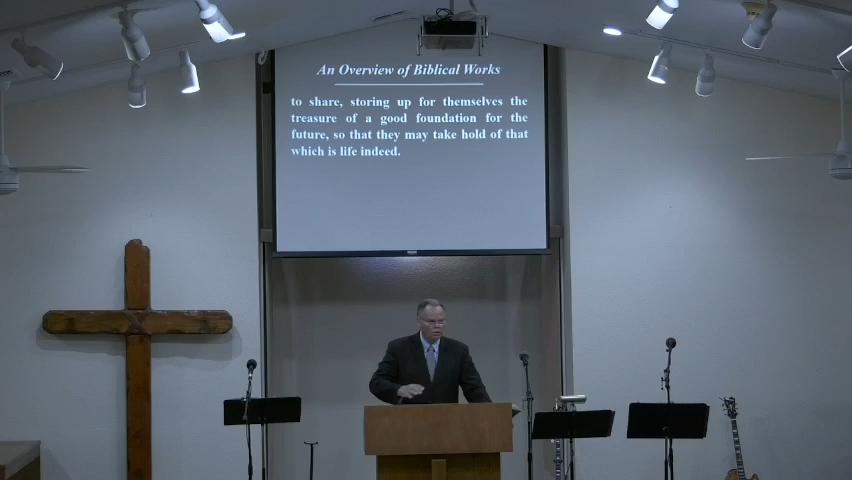 An Overview of Biblical Works
to share, storing up for themselves the
treasure of a good foundation for the
future, so that they may take hold of that
which is life indeed.